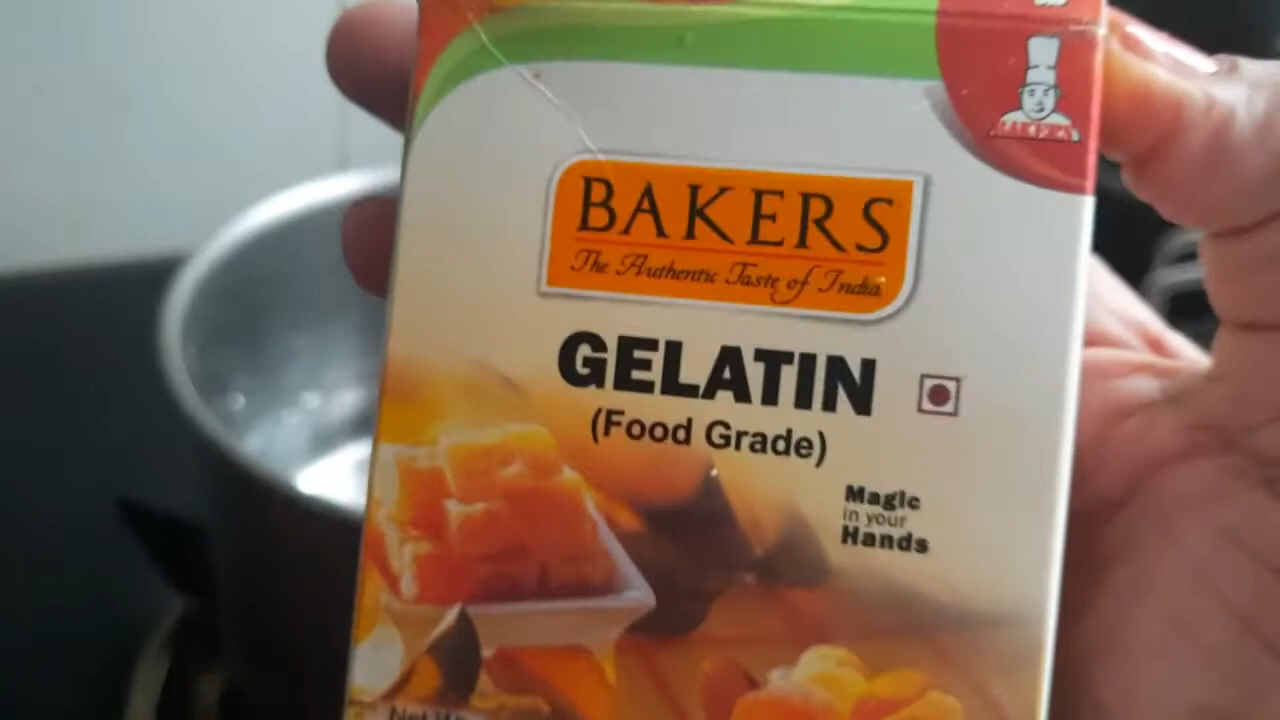 BAKERS
The Authentic Taste of India
GELATIN
(Food Grade)
Magic
in your
Hands